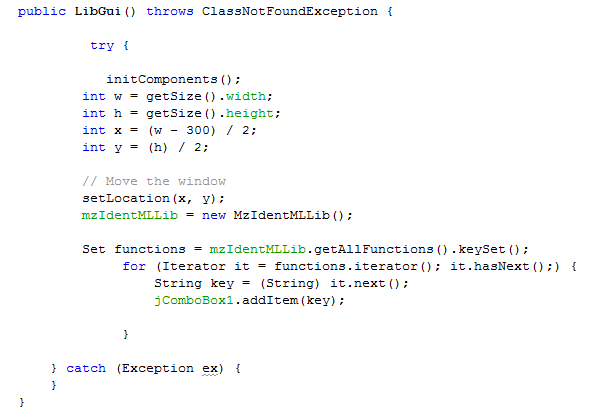 public LibGui() throws ClassNotFoundException {
try {
initComponents();
int w = getSize().width;
int h = getSize().height;
int x = (w - 300) / 2;
int y = (h) / 2;
// Move the window
setLocation(x, y);
mzIdentMLLib = new MzIdentMLLib();
Set functions = mzIdentMLLib.getAllFunctions().keySet();
for (Iterator it = functions.iterator(); it.hasNext();) {
String key = (String) it.next();
jComboBox1.addItem(key);
}
} catch (Exception ex) {
}
}